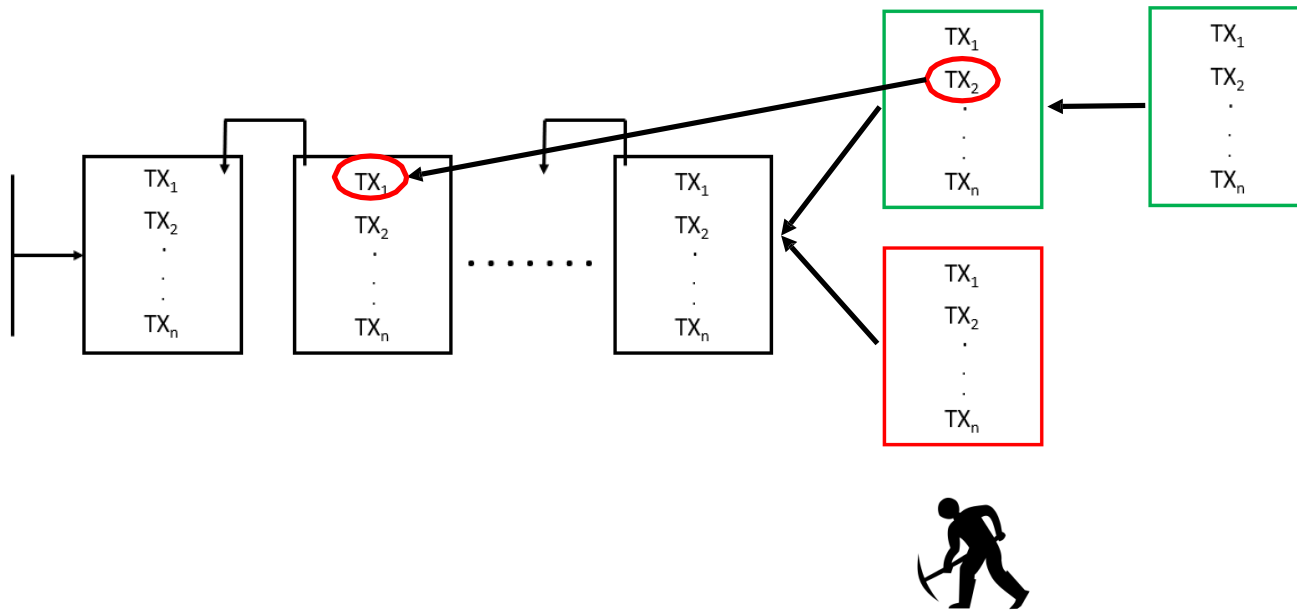 TX₁
TX₂
.
.
.
TXₙ
TX₁
TX₂
.
.
.
TXₙ
.......
TX₁
TX₂
.
.
.
TXₙ
TX₁
TX₂
.
.
.
TXₙ
TX₁
TX₂
.
.
.
TXₙ
TX₁
TX₂
.
.
.
TXₙ